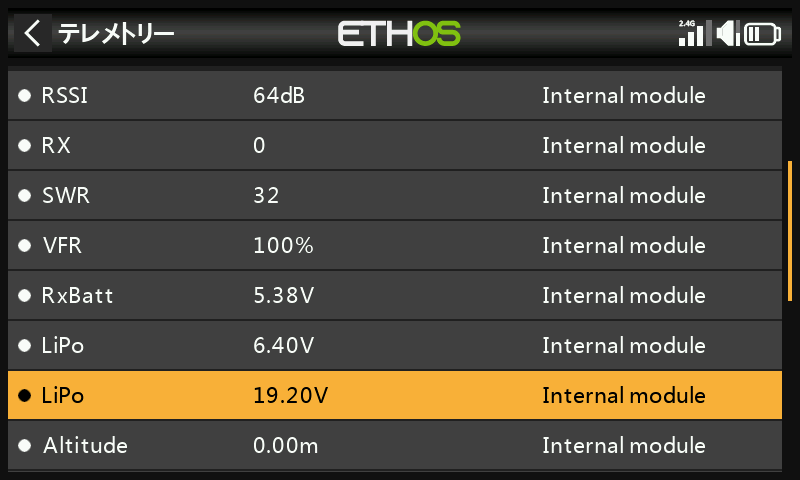 テレメトリー ETHOS 2.4G
RSSI 64dB Internal module
RX 0 Internal module
SWR 32 Internal module
VFR 100% Internal module
RxBatt 5.38V Internal module
LiPo 6.40V Internal module
LiPo 19.20V Internal module
Altitude 0.00m Internal module